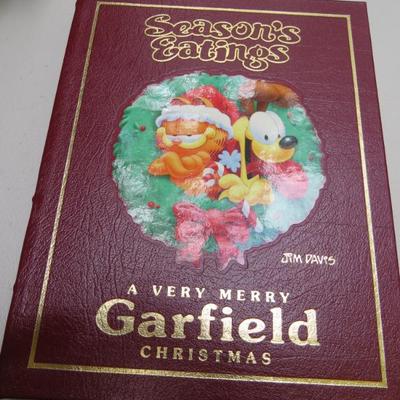 Season's
Eatings
JIM DAVIS
A VERY MERRY
Garfield
CHRISTMAS